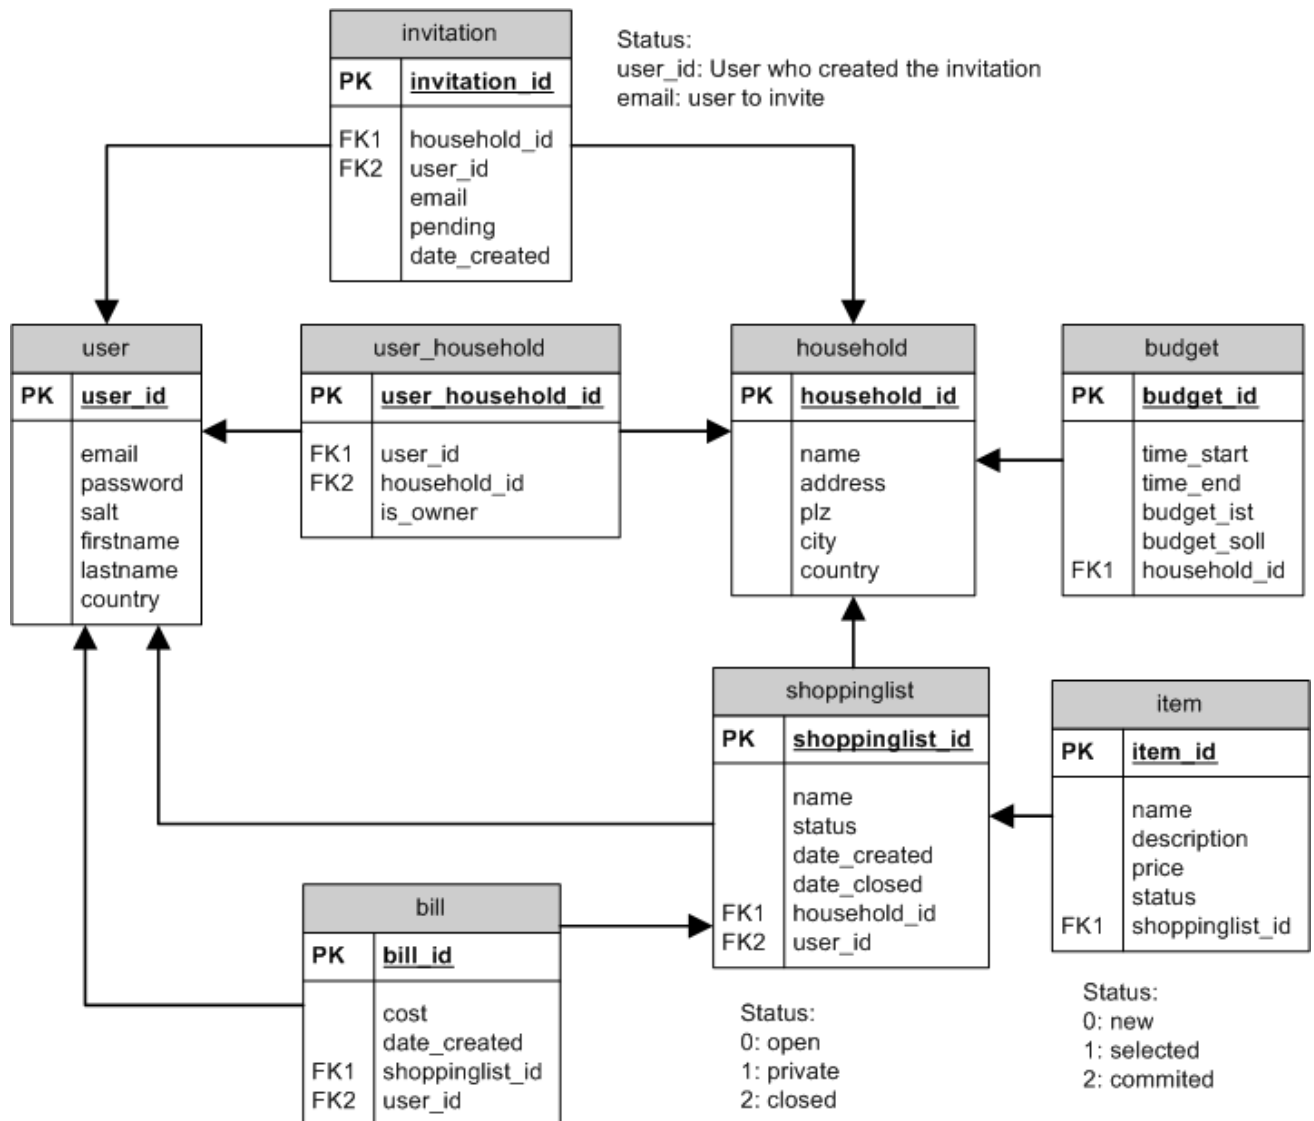 invitation
PK invitation_id
FK1 household_id
FK2 user_id
email
pending
date_created
Status:
user_id: User who created the invitation
email: user to invite
user
PK user_id
email
password
salt
firstname
lastname
country
user_household
PK user_household_id
FK1 user_id
FK2 household_id
is_owner
household
PK household_id
name
address
plz
city
country
budget
PK budget_id
time_start
time_end
budget_ist
budget_soll
FK1 household_id
shoppinglist
PK shoppinglist_id
name
status
date_created
date_closed
FK1 household_id
FK2 user_id
item
PK item_id
name
description
price
status
FK1 shoppinglist_id
bill
PK bill_id
cost
date_created
FK1 shoppinglist_id
FK2 user_id
Status:
0: open
1: private
2: closed
Status:
0: new
1: selected
2: commited